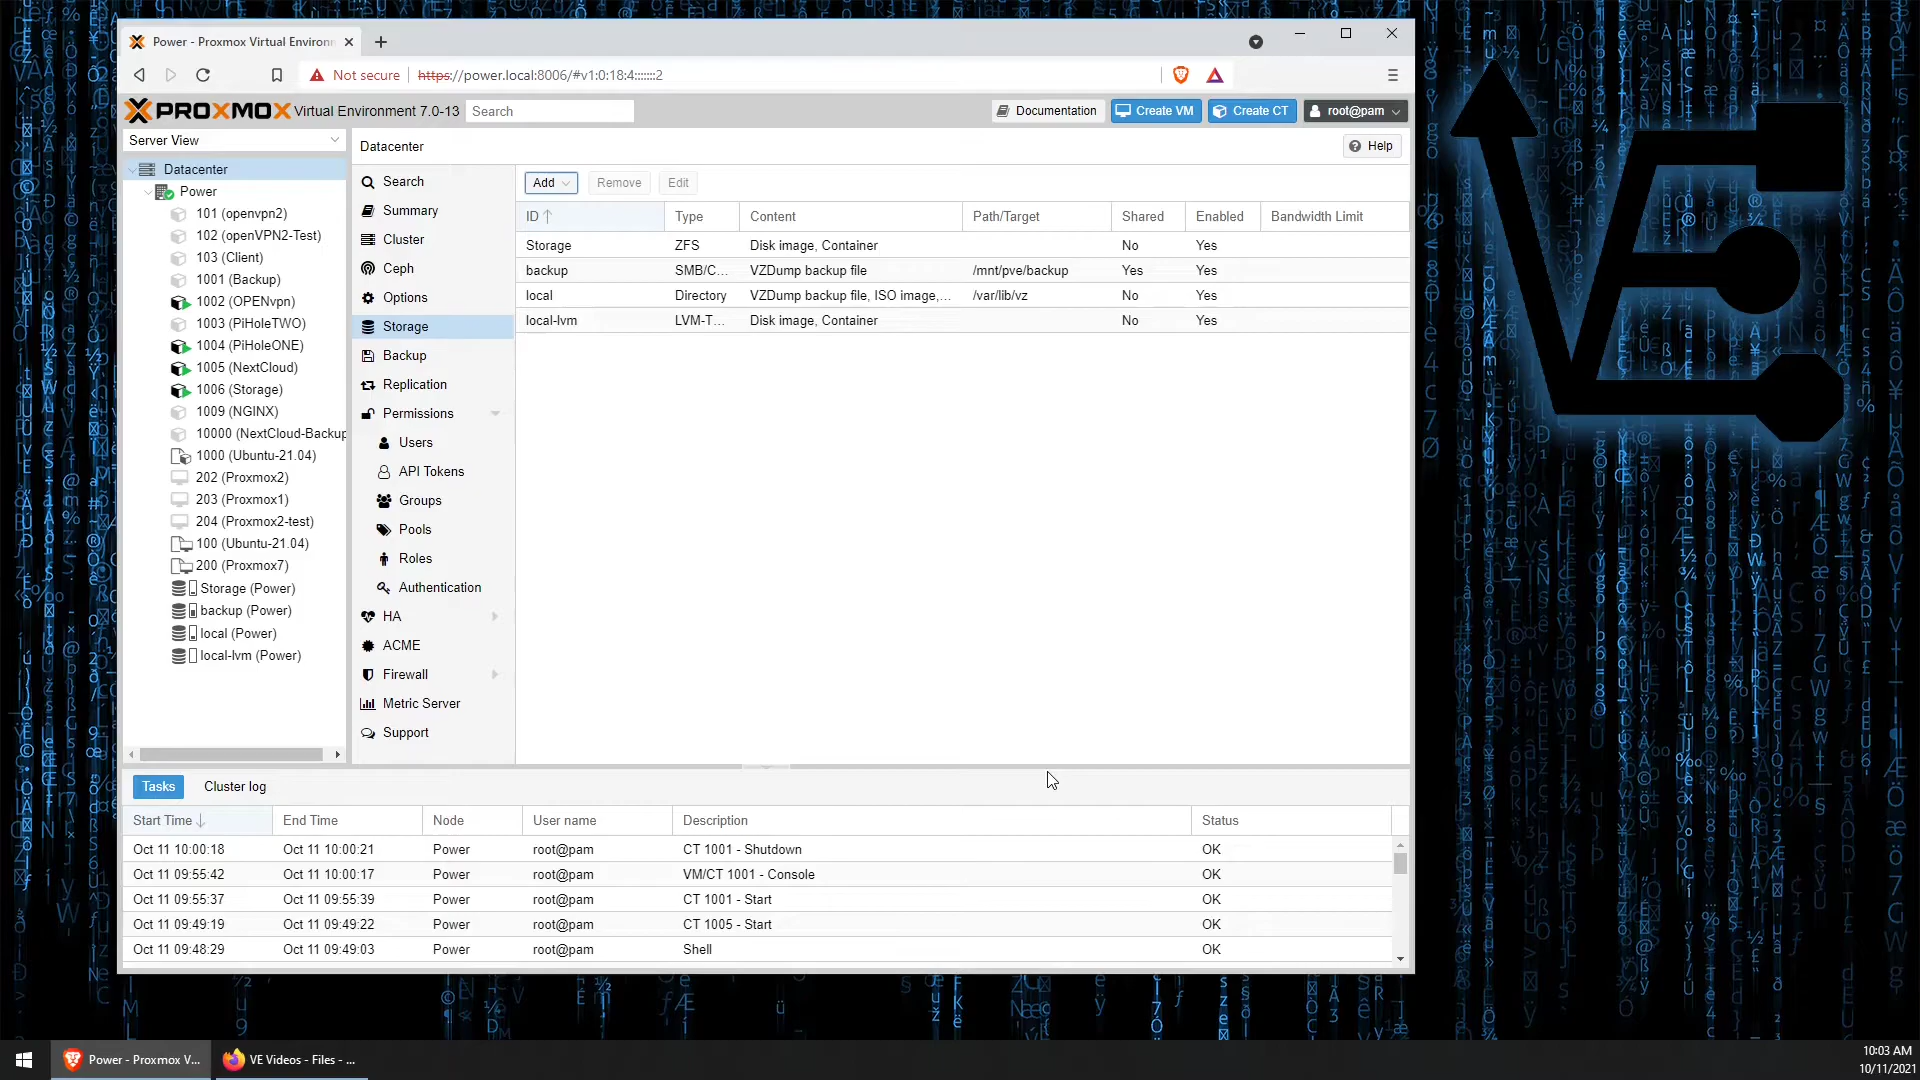 Power - Proxmox Virtual Environm
Not secure https://power.local:8006/#v1:0:18:4:::::::2
PROXMOX Virtual Environment 7.0-13 Search Documentation Create VM Create CT root@pam
Server View
Datacenter
Help
Datacenter
Power
101 (openvpn2)
102 (openVPN2-Test)
103 (Client)
1001 (Backup)
1002 (OPENvpn)
1003 (PiHoleTWO)
1004 (PiHoleONE)
1005 (NextCloud)
1006 (Storage)
1009 (NGINX)
10000 (NextCloud-Backup
1000 (Ubuntu-21.04)
202 (Proxmox2)
203 (Proxmox1)
204 (Proxmox2-test)
100 (Ubuntu-21.04)
200 (Proxmox7)
Storage (Power)
backup (Power)
local (Power)
local-lvm (Power)
Search
Summary
Cluster
Ceph
Options
Storage
Backup
Replication
Permissions
Users
API Tokens
Groups
Pools
Roles
Authentication
HA
ACME
Firewall
Metric Server
Support
Add Remove Edit
ID Type Content Path/Target Shared Enabled Bandwidth Limit
Storage ZFS Disk image, Container No Yes
backup SMB/C... VZDump backup file /mnt/pve/backup Yes Yes
local Directory VZDump backup file, ISO image,... /var/lib/vz No Yes
local-lvm LVM-T... Disk image, Container No Yes
Tasks Cluster log
Start Time End Time Node User name Description Status
Oct 11 10:00:18 Oct 11 10:00:21 Power root@pam CT 1001 - Shutdown OK
Oct 11 09:55:42 Oct 11 10:00:17 Power root@pam VM/CT 1001 - Console OK
Oct 11 09:55:37 Oct 11 09:55:39 Power root@pam CT 1001 - Start OK
Oct 11 09:49:19 Oct 11 09:49:22 Power root@pam CT 1005 - Start OK
Oct 11 09:48:29 Oct 11 09:49:03 Power root@pam Shell OK
Power - Proxmox V... VE Videos - Files - ...
10:03 AM
10/11/2021